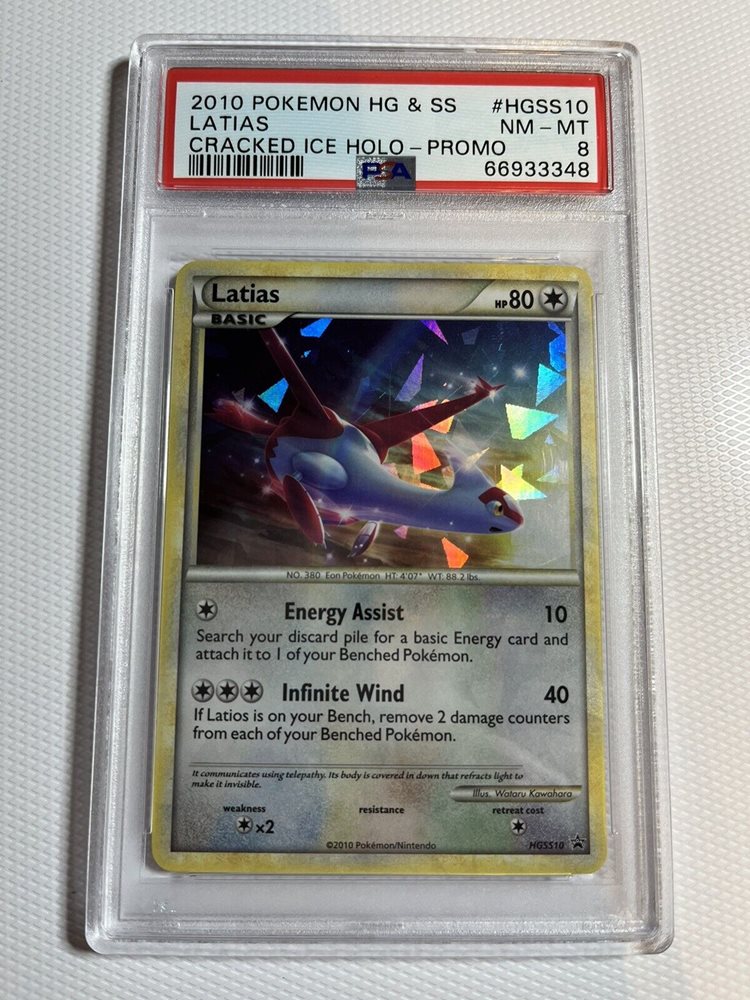 2010 POKEMON HG & SS #HGSS10
LATIAS NM - MT
CRACKED ICE HOLO - PROMO 8
PSA 66933348
Latias HP 80
BASIC
NO. 380 Eon Pokémon HT: 4'07" WT: 88.2 lbs.
Energy Assist 10
Search your discard pile for a basic Energy card and
attach it to 1 of your Benched Pokémon.
Infinite Wind 40
If Latios is on your Bench, remove 2 damage counters
from each of your Benched Pokémon.
It communicates using telepathy. Its body is covered in down that refracts light to
make it invisible.
Illus. Wataru Kawahara
weakness resistance retreat cost
×2
©2010 Pokémon/Nintendo HGSS10